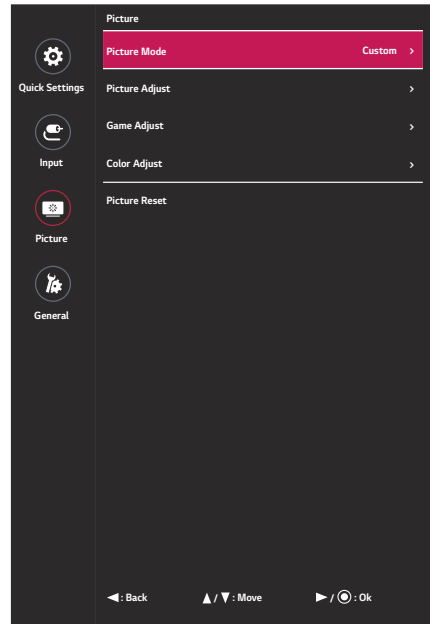 Picture
Picture Mode Custom >
Quick Settings
Picture Adjust >
Game Adjust >
Input
Color Adjust >
Picture Reset
Picture
General
◀ : Back ▲ / ▼ : Move ▶ / ◉ : Ok